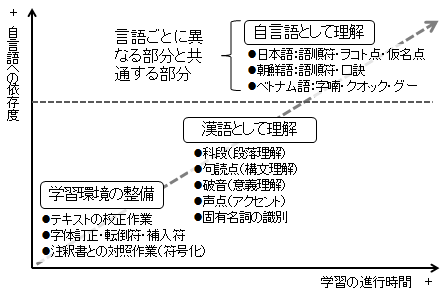 +
自言語への依存度
言語ごとに異
なる部分と共
通する部分
自言語として理解
●日本語:語順符・ヲコト点・仮名点
●朝鮮語:語順符・口訣
●ベトナム語:字喃・クオック・グー
漢語として理解
●科段(段落理解)
●句読点(構文理解)
●破音(意義理解)
●声点(アクセント)
●固有名詞の識別
学習環境の整備
●テキストの校正作業
●字体訂正・転倒符・補入符
●注釈書との対照作業(符号化)
学習の進行時間 +